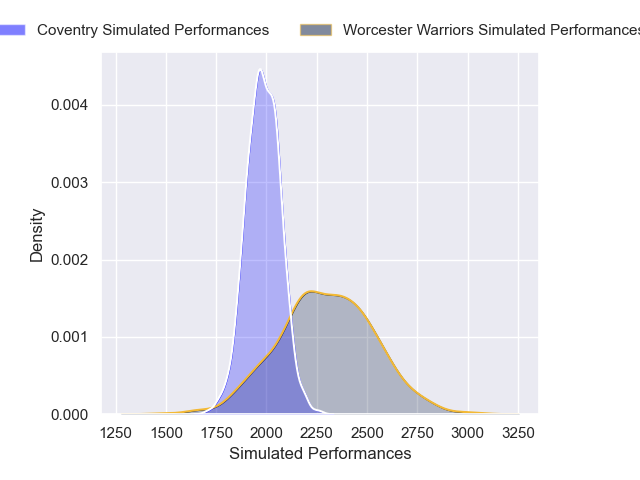 Coventry Simulated Performances Worcester Warriors Simulated Performances
0.004
0.003
0.002
0.001
0.000
Density
1250 1500 1750 2000 2250 2500 2750 3000 3250
Simulated Performances